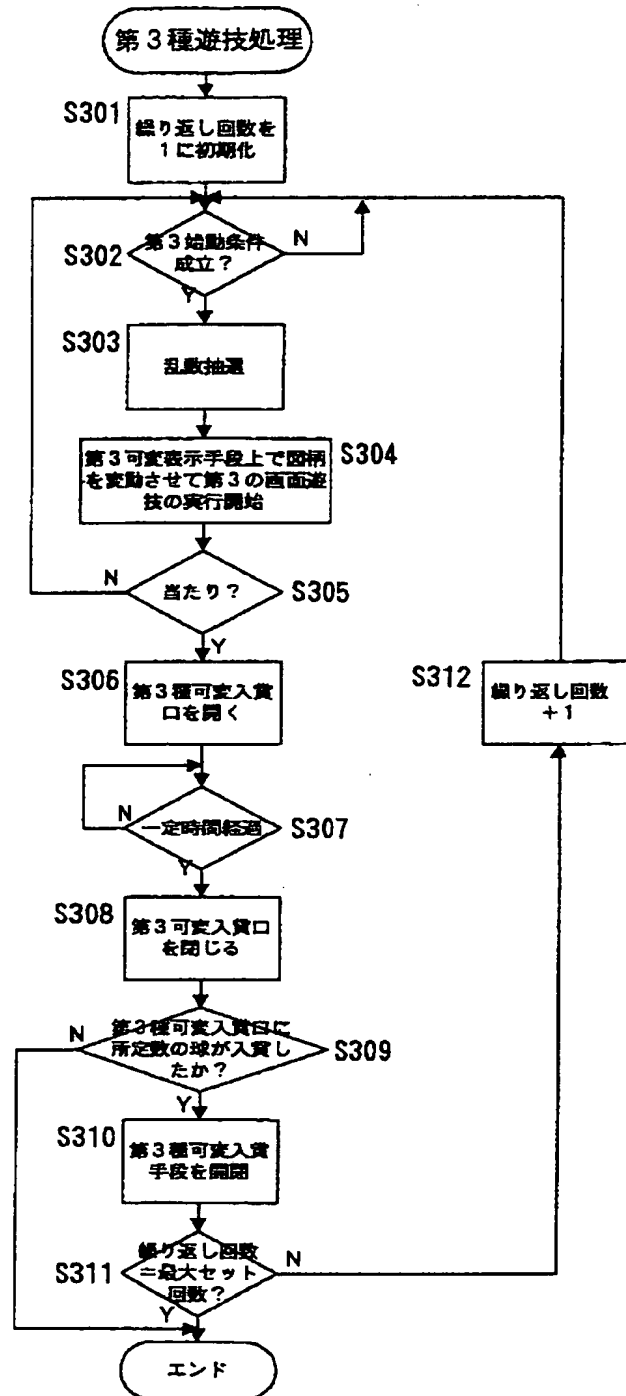 第3種遊技処理
S301
繰り返し回数を
1に初期化
S302
第3始動条件
成立?
N
Y
S303
乱数抽選
S304
第3可変表示手段上で図柄
を変動させて第3の画面遊
技の実行開始
N
当たり?
S305
Y
S306
第3種可変入賞
口を開く
S312
繰り返し回数
+1
N
一定時間経過
S307
Y
S308
第3可変入賞口
を閉じる
N
第3種可変入賞口に
所定数の球が入賞し
たか?
S309
Y
S310
第3種可変入賞
手段を開閉
S311
繰り返し回数
=最大セット
回数?
N
Y
エンド